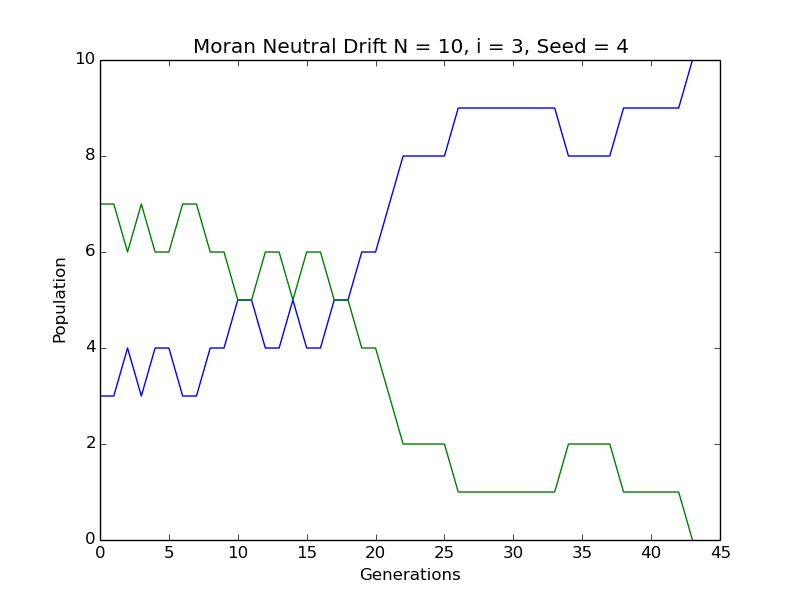 Moran Neutral Drift N = 10, i = 3, Seed = 4
10
8
6
4
2
0
Population
0 5 10 15 20 25 30 35 40 45
Generations